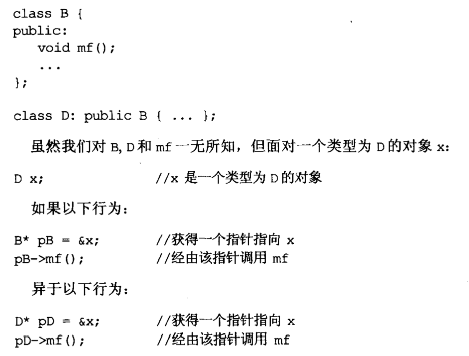 class B {
public:
void mf();
...
};
class D: public B { ... };
虽然我们对 B, D 和 mf 一无所知，但面对一个类型为 D 的对象 x：
D x; //x 是一个类型为 D 的对象
如果以下行为：
B* pB = &x; //获得一个指针指向 x
pB->mf(); //经由该指针调用 mf
异于以下行为：
D* pD = &x; //获得一个指针指向 x
pD->mf(); //经由该指针调用 mf